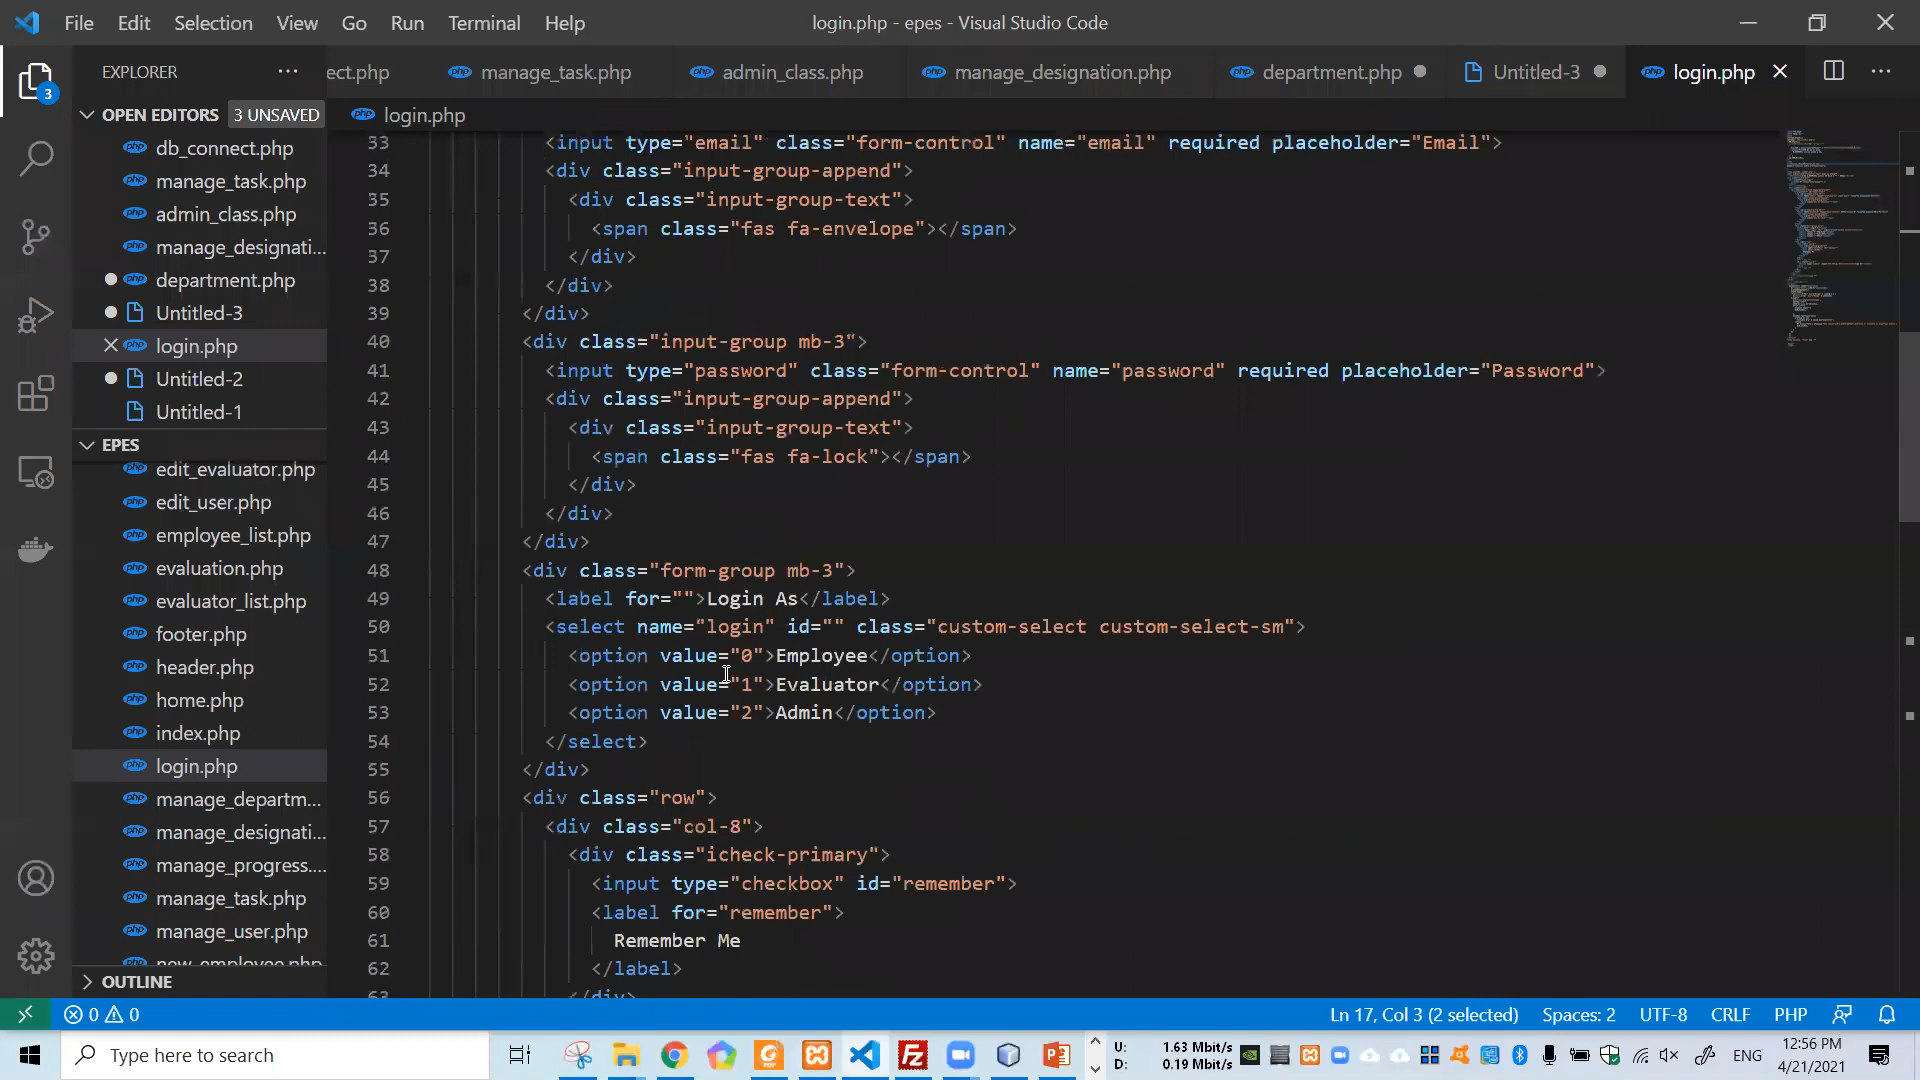 File Edit Selection View Go Run Terminal Help login.php - epes - Visual Studio Code
EXPLORER ect.php manage_task.php admin_class.php manage_designation.php department.php Untitled-3 login.php
3
OPEN EDITORS 3 UNSAVED
db_connect.php
manage_task.php
admin_class.php
manage_designati...
department.php
Untitled-3
login.php
Untitled-2
Untitled-1
EPES
edit_evaluator.php
edit_user.php
employee_list.php
evaluation.php
evaluator_list.php
footer.php
header.php
home.php
index.php
login.php
manage_departm...
manage_designati...
manage_progress....
manage_task.php
manage_user.php
new_employee.php
OUTLINE
login.php
33 <input type="email" class="form-control" name="email" required placeholder="Email">
34 <div class="input-group-append">
35 <div class="input-group-text">
36 <span class="fas fa-envelope"></span>
37 </div>
38 </div>
39 </div>
40 <div class="input-group mb-3">
41 <input type="password" class="form-control" name="password" required placeholder="Password">
42 <div class="input-group-append">
43 <div class="input-group-text">
44 <span class="fas fa-lock"></span>
45 </div>
46 </div>
47 </div>
48 <div class="form-group mb-3">
49 <label for="">Login As</label>
50 <select name="login" id="" class="custom-select custom-select-sm">
51 <option value="0">Employee</option>
52 <option value="1">Evaluator</option>
53 <option value="2">Admin</option>
54 </select>
55 </div>
56 <div class="row">
57 <div class="col-8">
58 <div class="icheck-primary">
59 <input type="checkbox" id="remember">
60 <label for="remember">
61 Remember Me
62 </label>
63 </div>
0 0 Ln 17, Col 3 (2 selected) Spaces: 2 UTF-8 CRLF PHP
Type here to search
U: 1.63 Mbit/s
D: 0.19 Mbit/s
ENG
12:56 PM
4/21/2021